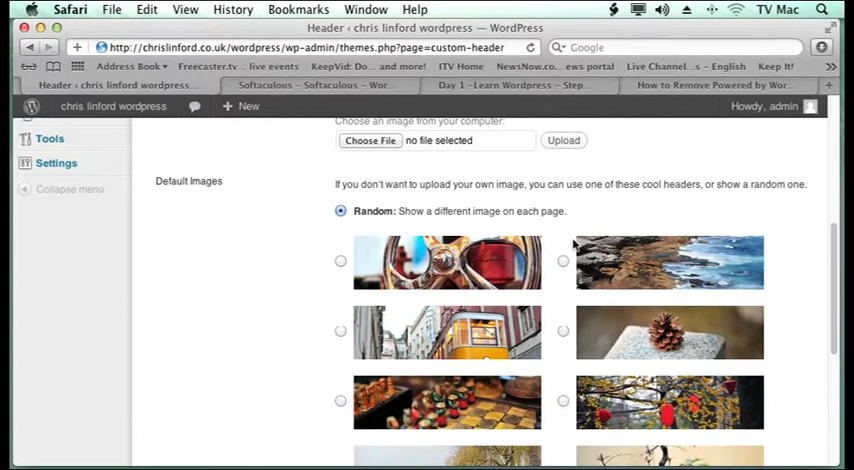 Safari File Edit View History Bookmarks Window Help TV Mac
Header ‹ chris linford wordpress — WordPress
http://chrislinford.co.uk/wordpress/wp-admin/themes.php?page=custom-header Google
Address Book Freecaster.tv... live events KeepVid: Do... and more! ITV Home NewsNow.co...ews portal Live Channel...s - English Keep It!
Header ‹ chris linford wordpress... Softaculous - Softaculous - Wor... Day 1 -Learn Wordpress - Step... How to Remove Powered by Wor...
chris linford wordpress + New Howdy, admin
Choose an image from your computer:
Tools
Choose File no file selected Upload
Settings
Collapse menu
Default Images
If you don't want to upload your own image, you can use one of these cool headers, or show a random one.
Random: Show a different image on each page.